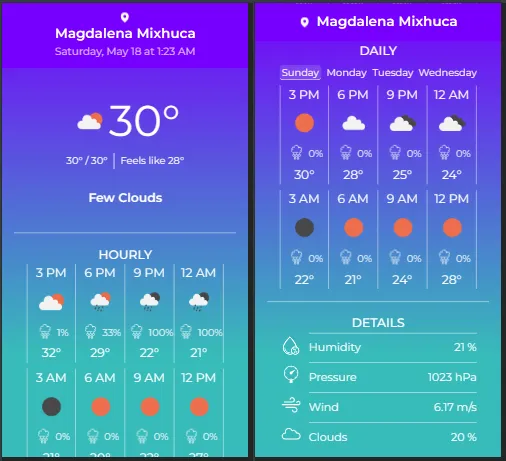 Magdalena Mixhuca
Saturday, May 18 at 1:23 AM
30°
30° / 30° Feels like 28°
Few Clouds
HOURLY
3 PM 6 PM 9 PM 12 AM
1% 33% 100% 100%
32° 29° 22° 21°
3 AM 6 AM 9 AM 12 PM
0% 0% 0% 0%
21° 20° 22° 27°
Magdalena Mixhuca
DAILY
Sunday Monday Tuesday Wednesday
3 PM 6 PM 9 PM 12 AM
0% 0% 0% 0%
30° 28° 25° 24°
3 AM 6 AM 9 AM 12 PM
0% 0% 0% 0%
22° 21° 24° 28°
DETAILS
Humidity 21 %
Pressure 1023 hPa
Wind 6.17 m/s
Clouds 20 %